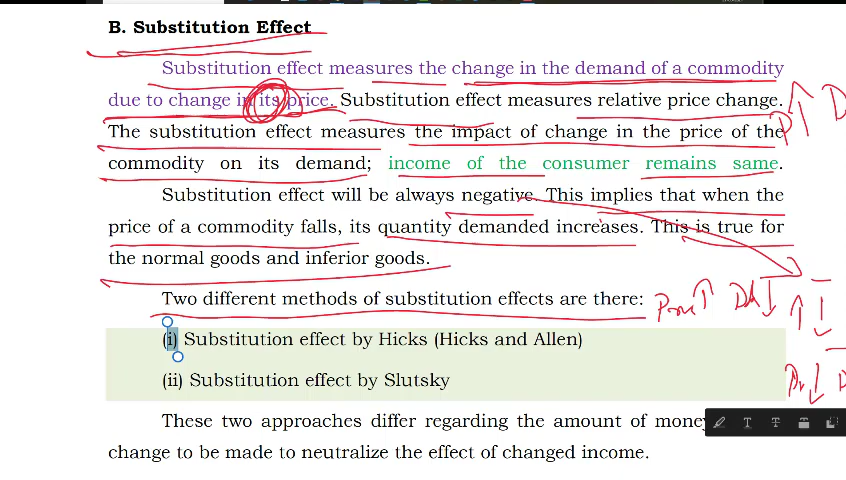 B. Substitution Effect
Substitution effect measures the change in the demand of a commodity
due to change in its price. Substitution effect measures relative price change.
The substitution effect measures the impact of change in the price of the
commodity on its demand; income of the consumer remains same.
Substitution effect will be always negative. This implies that when the
price of a commodity falls, its quantity demanded increases. This is true for
the normal goods and inferior goods.
Two different methods of substitution effects are there:
(i) Substitution effect by Hicks (Hicks and Allen)
(ii) Substitution effect by Slutsky
These two approaches differ regarding the amount of money
change to be made to neutralize the effect of changed income.